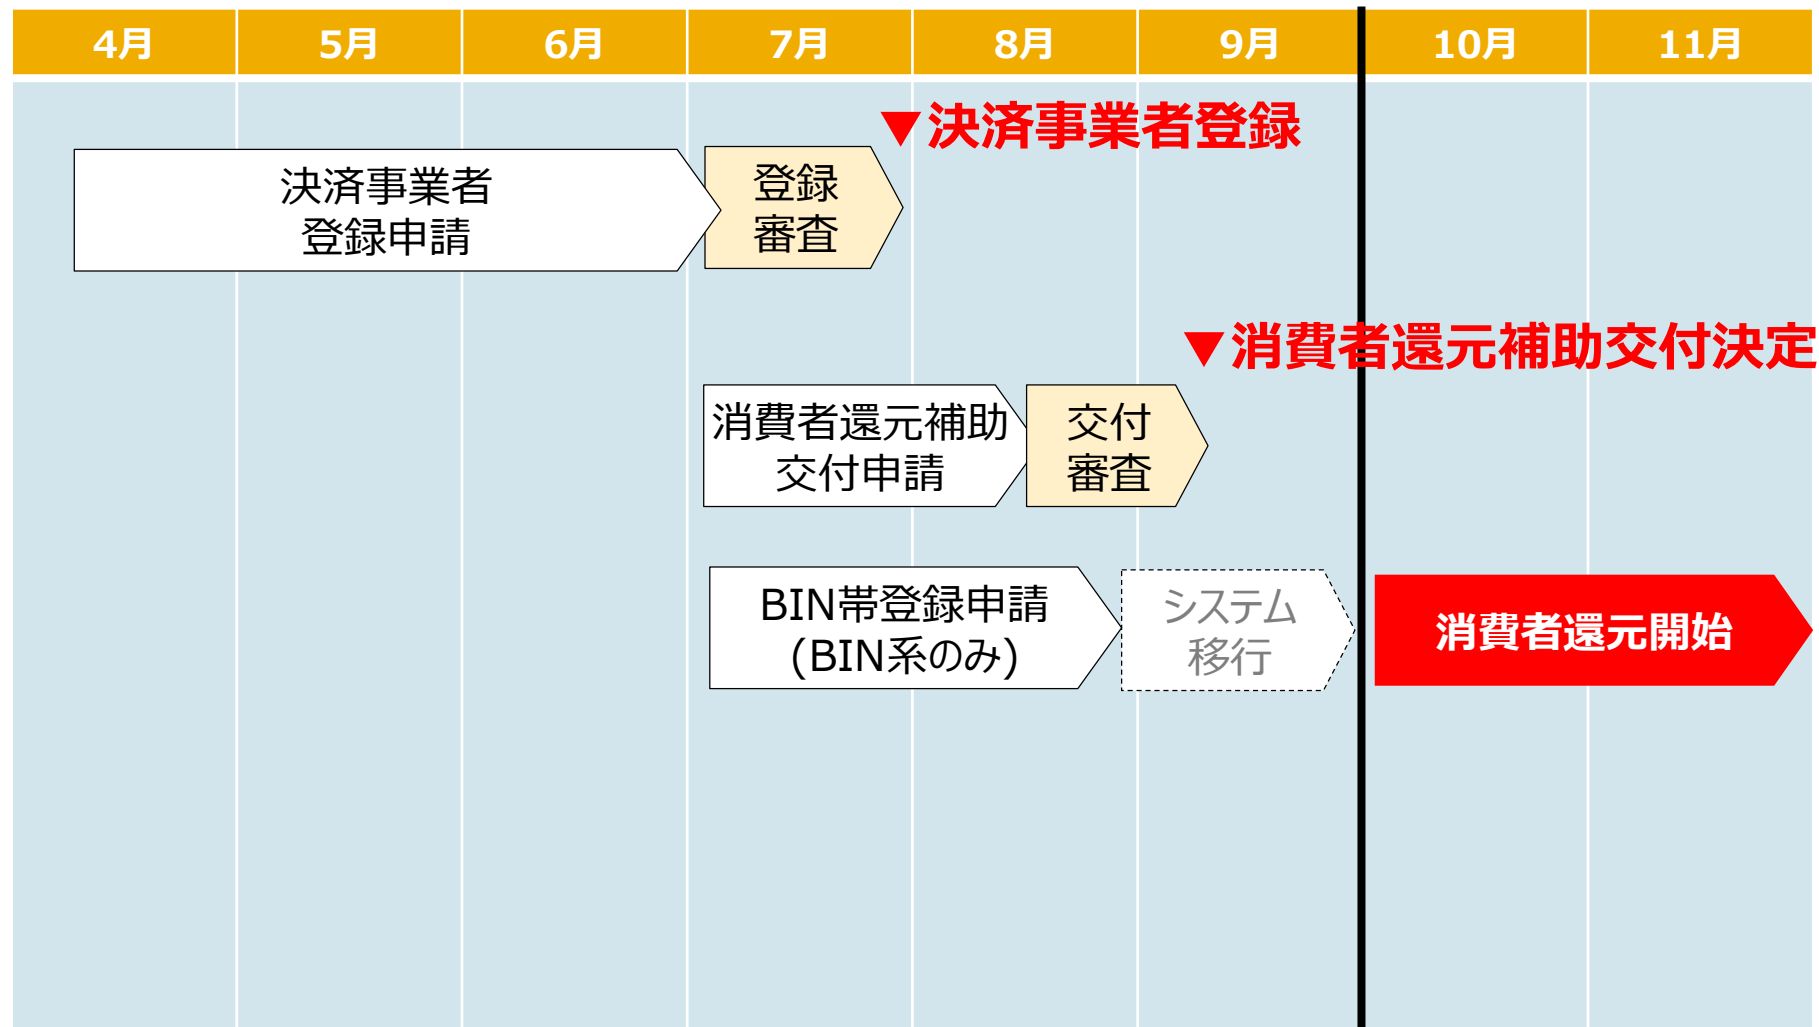 4月
5月
6月
7月
8月
9月
10月
11月
▼決済事業者登録
決済事業者
登録申請
登録
審査
▼消費者還元補助交付決定
消費者還元補助
交付申請
交付
審査
BIN帯登録申請
(BIN系のみ)
システム
移行
消費者還元開始